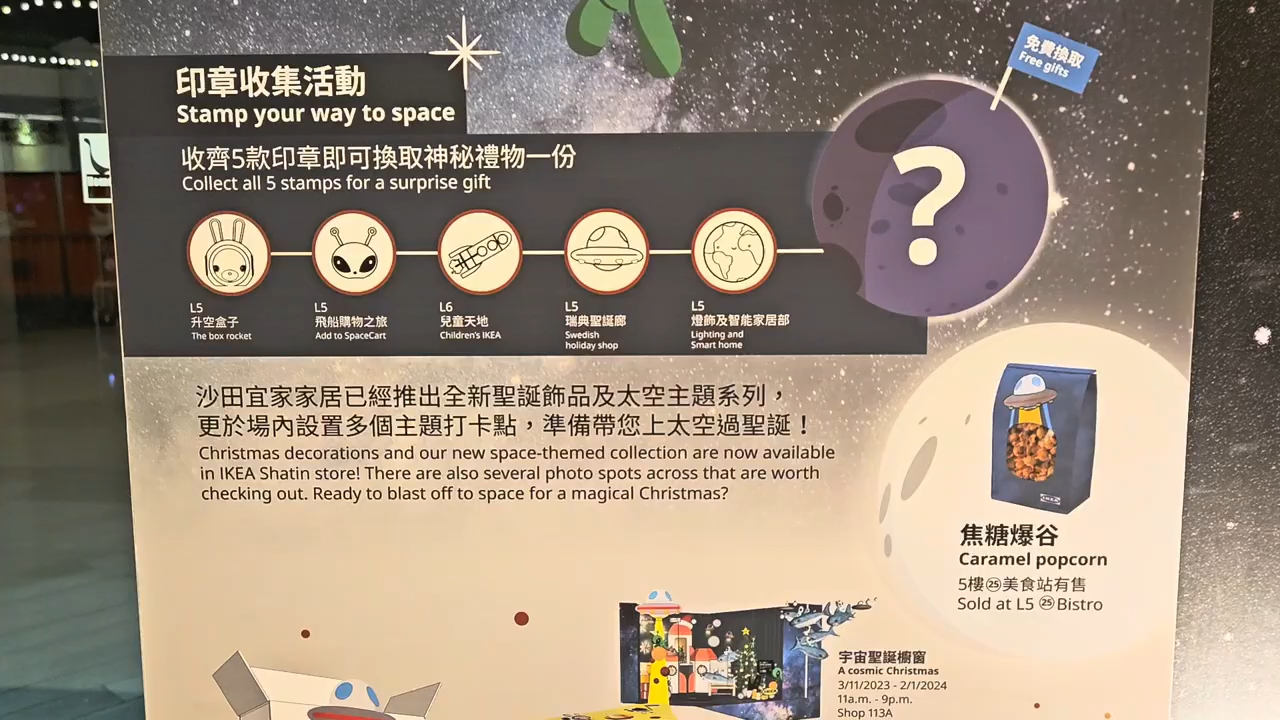 免費換取
Free gifts
印章收集活動
Stamp your way to space
收齊5款印章即可換取神秘禮物一份
Collect all 5 stamps for a surprise gift
?
L5
升空盒子
The box rocket
L5
飛船購物之旅
Add to SpaceCart
L6
兒童天地
Children's IKEA
L5
瑞典聖誕廊
Swedish
holiday shop
L5
燈飾及智能家居部
Lighting and
Smart home
沙田宜家家居已經推出全新聖誕飾品及太空主題系列，
更於場內設置多個主題打卡點，準備帶您上太空過聖誕！
Christmas decorations and our new space-themed collection are now available
in IKEA Shatin store! There are also several photo spots across that are worth
checking out. Ready to blast off to space for a magical Christmas?
IKEA
焦糖爆谷
Caramel popcorn
5樓㉕美食站有售
Sold at L5 ㉕ Bistro
宇宙聖誕櫥窗
A cosmic Christmas
3/11/2023 - 2/1/2024
11a.m. - 9p.m.
Shop 113A